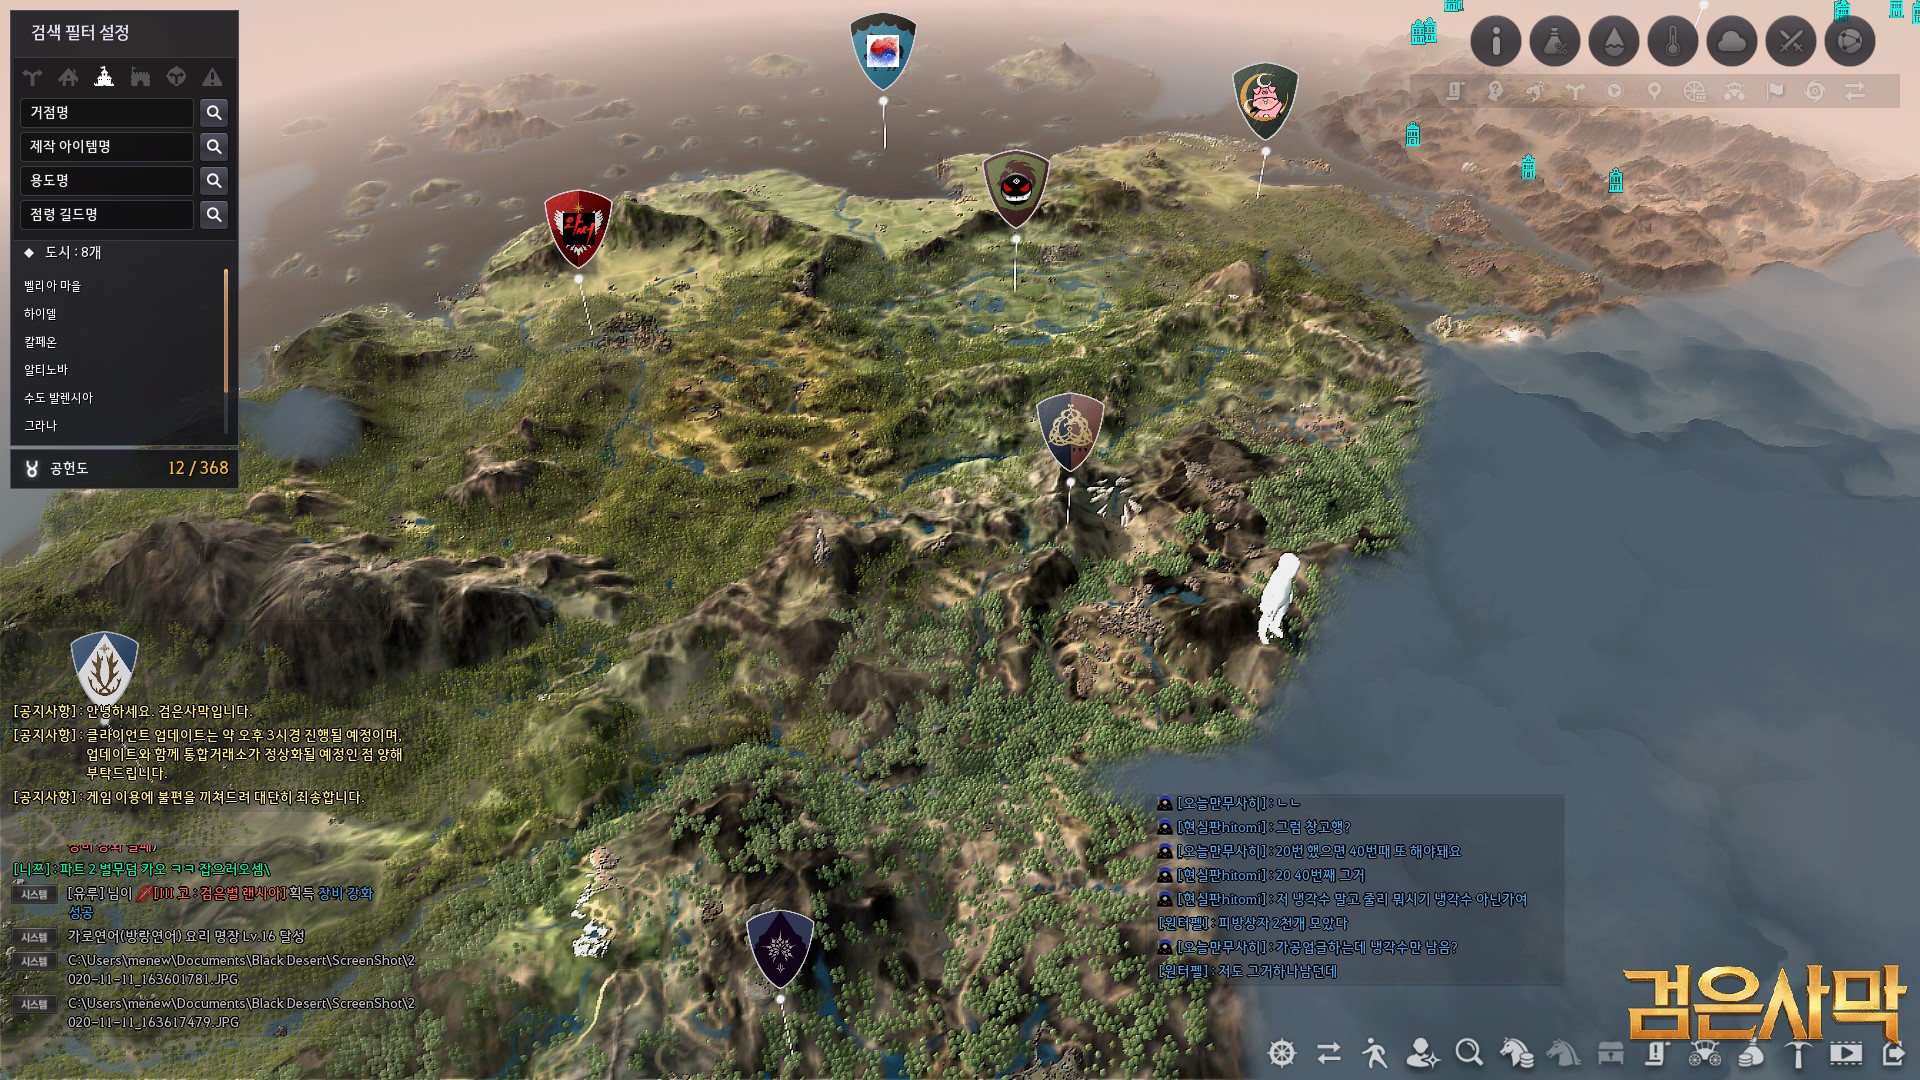 검색 필터 설정
거점명
제작 아이템명
용도명
점령 길드명
도시 : 8개
벨리아 마을
하이델
칼페온
알티노바
수도 발렌시아
그라나
공헌도 12 / 368
와쩌
[공지사항] : 안녕하세요. 검은사막입니다.
[공지사항] : 클라이언트 업데이트는 약 오후 3시경 진행될 예정이며,
업데이트와 함께 통합거래소가 정상화될 예정인 점 양해
부탁드립니다.
[공지사항] : 게임 이용에 불편을 끼쳐드려 대단히 죄송합니다.
장비 강화 실패)
[니쯔] : 파트 2 별무덤 카오 ㅋㅋ 잡으러오셈\
시스템 [유루] 님이 [III 고 : 검은별 랜시아] 획득 장비 강화
성공
시스템 가로연어(방랑연어) 요리 명장 Lv.16 달성
시스템 C:\Users\menew\Documents\Black Desert\ScreenShot\2
020-11-11_163601781.JPG
시스템 C:\Users\menew\Documents\Black Desert\ScreenShot\2
020-11-11_163617479.JPG
[오늘만무사히] : ㄴㄴ
[현실판hitomi] : 그럼 창고행?
[오늘만무사히] : 20번 했으면 40번때 또 해야돼요
[현실판hitomi] : 20 40번째 그거
[현실판hitomi] : 저 냉각수 말고 줄리 뭐시기 냉각수 아닌가여
[윈터펠] : 피방상자 2천개 모았다
[오늘만무사히] : 가공업글하는데 냉각수만 남음?
[윈터펠] : 저도 그거하나남던데
검은사막